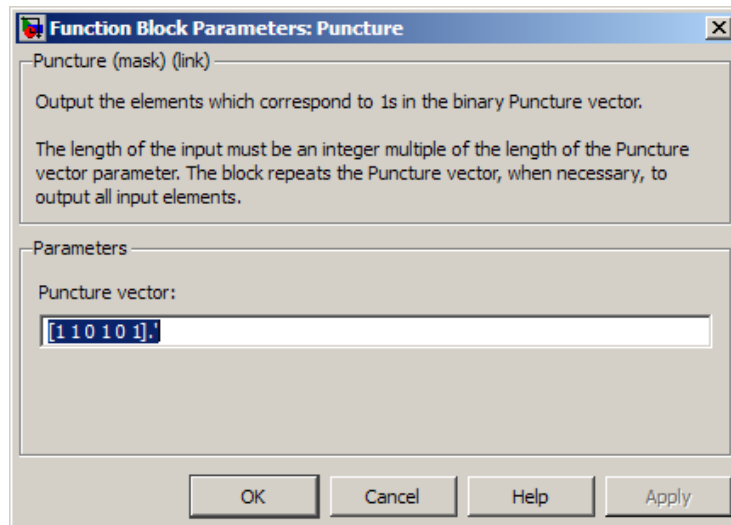 Function Block Parameters: Puncture
Puncture (mask) (link)
Output the elements which correspond to 1s in the binary Puncture vector.
The length of the input must be an integer multiple of the length of the Puncture
vector parameter. The block repeats the Puncture vector, when necessary, to
output all input elements.
Parameters
Puncture vector:
[1 1 0 1 0 1].'
OK Cancel Help Apply